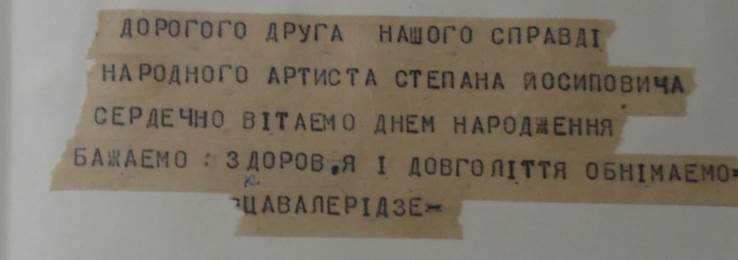 ДОРОГОГО ДРУГА НАШОГО СПРАВДІ
НАРОДНОГО АРТИСТА СТЕПАНА ЙОСИПОВИЧА
СЕРДЕЧНО ВІТАЕМО ДНЕМ НАРОДЖЕННЯ
БАЖАЕМО : ЗДОРОВ,Я І ДОВГОЛІТТЯ ОБНІМАЕМО=
к
=ЦАВАЛЕРІДЗЕ=